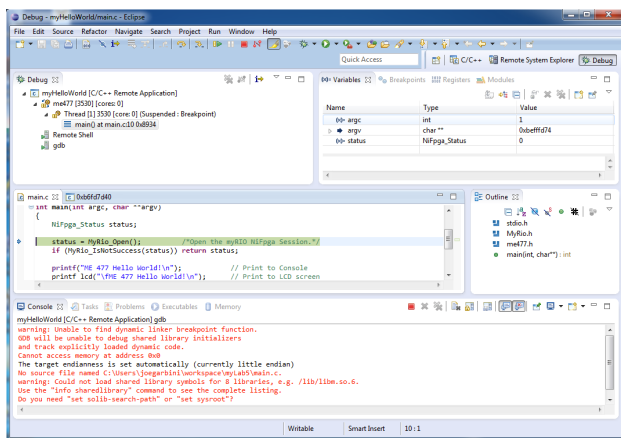 Debug - myHelloWorld/main.c - Eclipse
File Edit Source Refactor Navigate Search Project Run Window Help
Quick Access
C/C++ Remote System Explorer Debug
Debug
myHelloWorld [C/C++ Remote Application]
me477 [3530] [cores: 0]
Thread [1] 3530 [core: 0] (Suspended : Breakpoint)
main() at main.c:10 0x8934
Remote Shell
gdb
(x)= Variables Breakpoints Registers Modules
Name Type Value
(x)= argc int 1
argv char ** 0xbefffd74
(x)= status NiFpga_Status 0
main.c 0xb6fd7d40
int main(int argc, char **argv)
{
NiFpga_Status status;
status = MyRio_Open(); /*Open the myRIO NiFpga Session.*/
if (MyRio_IsNotSuccess(status)) return status;
printf("ME 477 Hello World!\n"); // Print to Console
printf_lcd("\fME 477 Hello World!\n"); // Print to LCD screen
Outline
stdio.h
MyRio.h
me477.h
main(int, char**) : int
Console Tasks Problems Executables Memory
myHelloWorld [C/C++ Remote Application] gdb
warning: Unable to find dynamic linker breakpoint function.
GDB will be unable to debug shared library initializers
and track explicitly loaded dynamic code.
Cannot access memory at address 0x0
The target endianness is set automatically (currently little endian)
No source file named C:\Users\joegarbini\workspace\myLab5\main.c.
warning: Could not load shared library symbols for 8 libraries, e.g. /lib/libm.so.6.
Use the "info sharedlibrary" command to see the complete listing.
Do you need "set solib-search-path" or "set sysroot"?
Writable Smart Insert 10 : 1